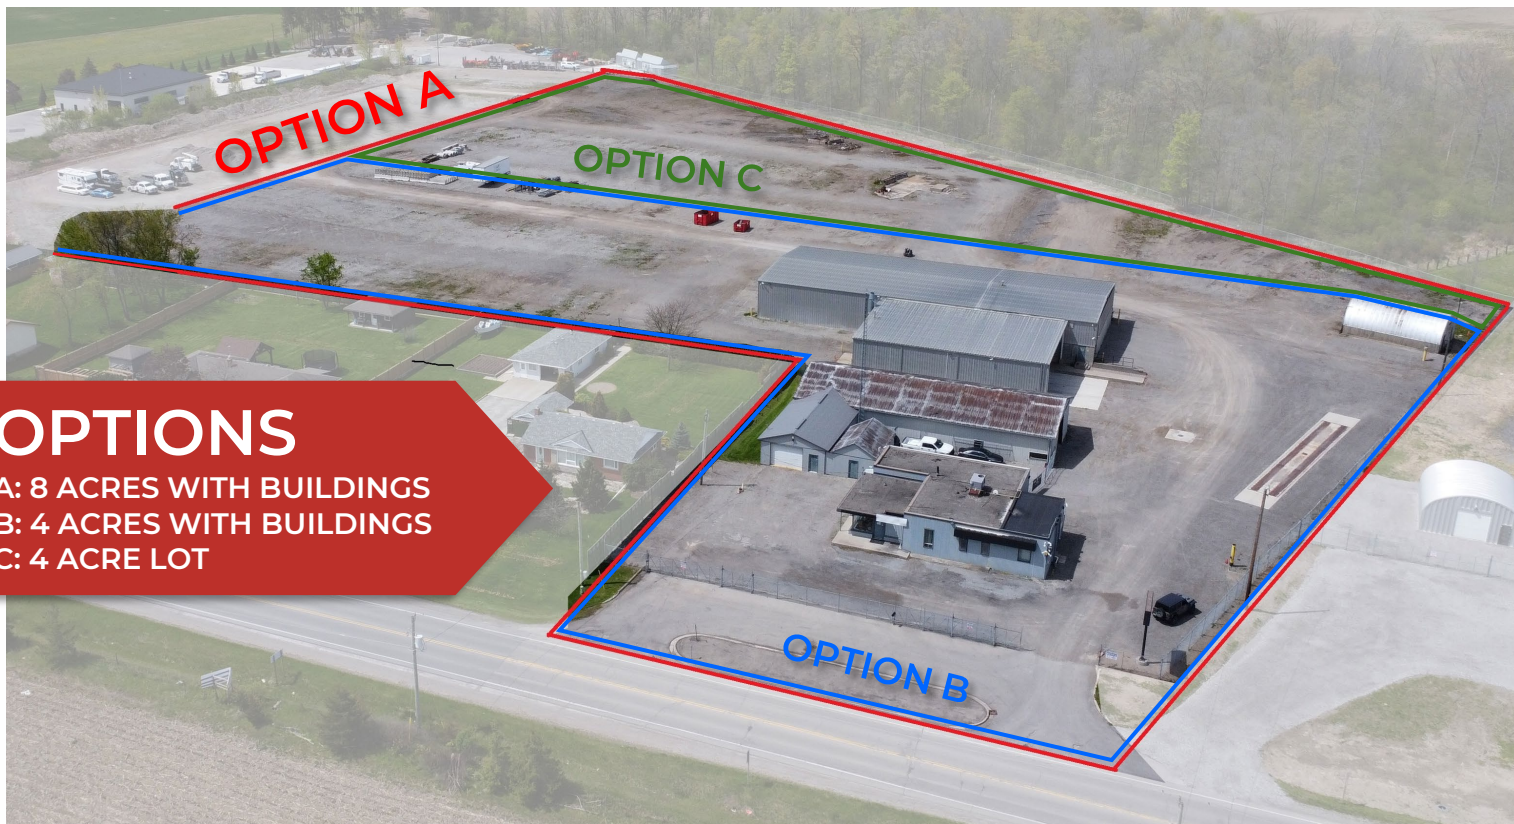 OPTION A
OPTION C
OPTIONS
A: 8 ACRES WITH BUILDINGS
B: 4 ACRES WITH BUILDINGS
C: 4 ACRE LOT
OPTION B